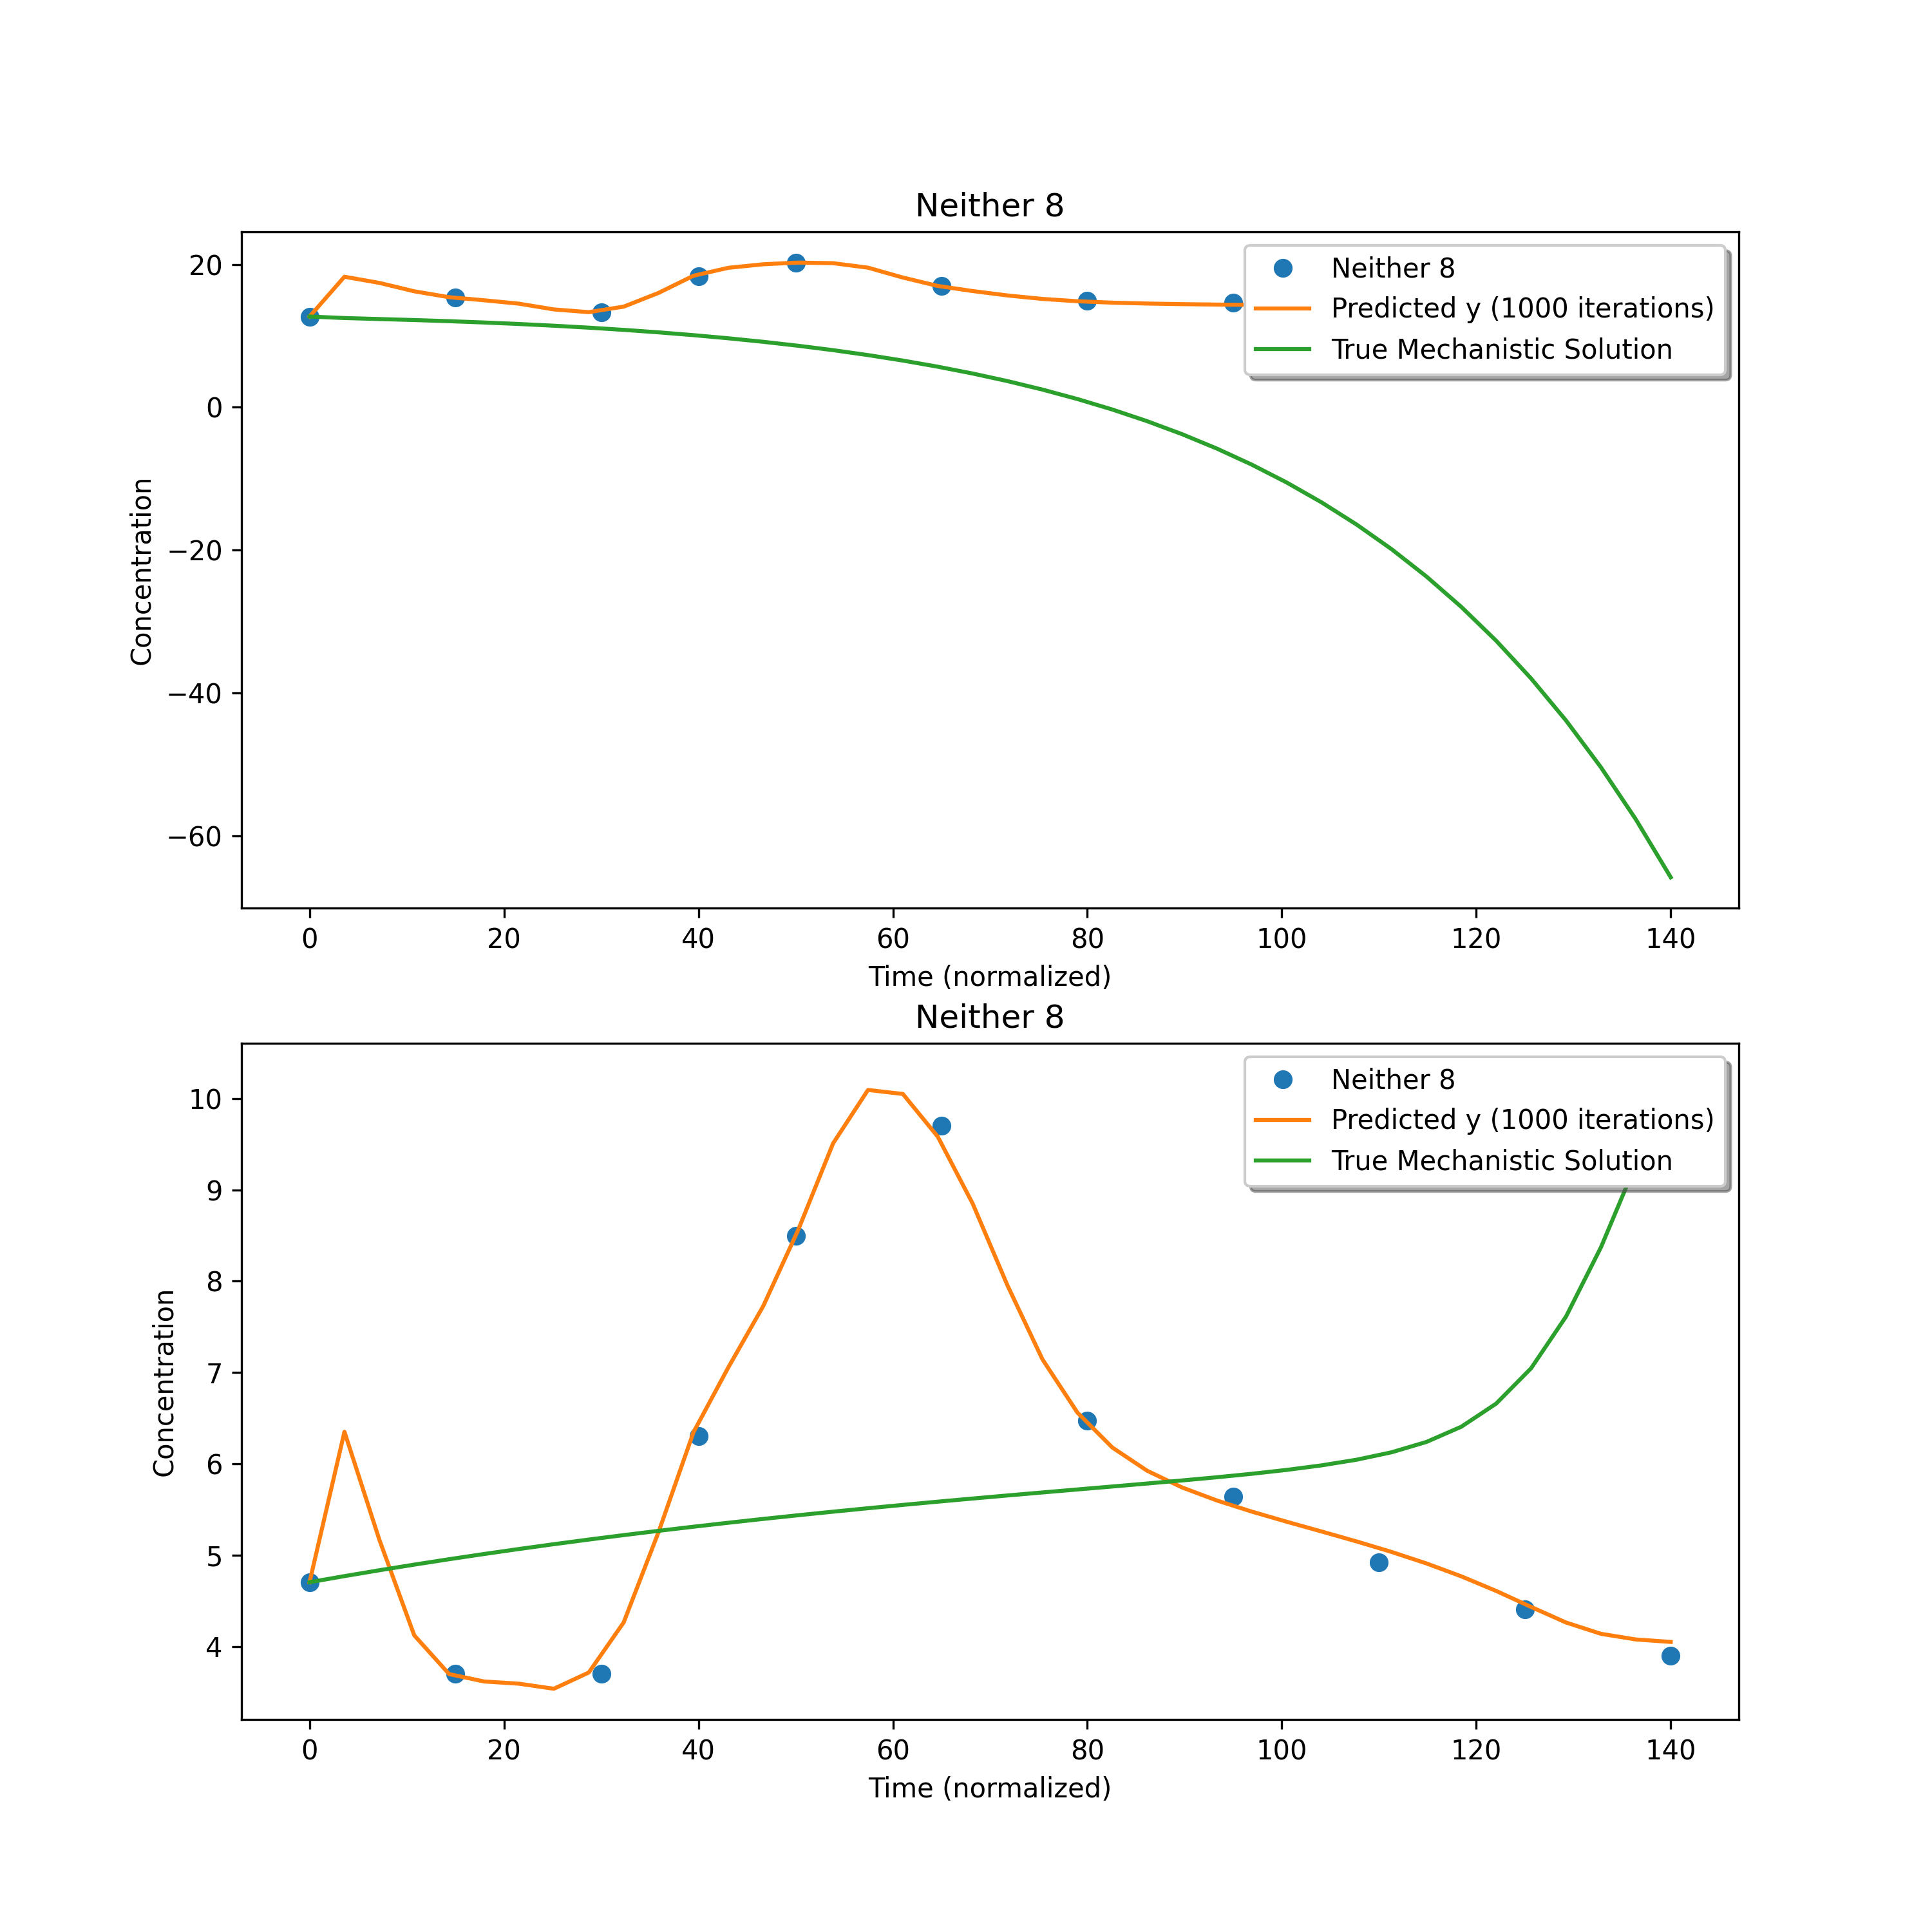 Neither 8
20
0
−20
−40
−60
Concentration
Neither 8
Predicted y (1000 iterations)
True Mechanistic Solution
0 20 40 60 80 100 120 140
Time (normalized)
Neither 8
10
9
8
7
6
5
4
Concentration
Neither 8
Predicted y (1000 iterations)
True Mechanistic Solution
0 20 40 60 80 100 120 140
Time (normalized)